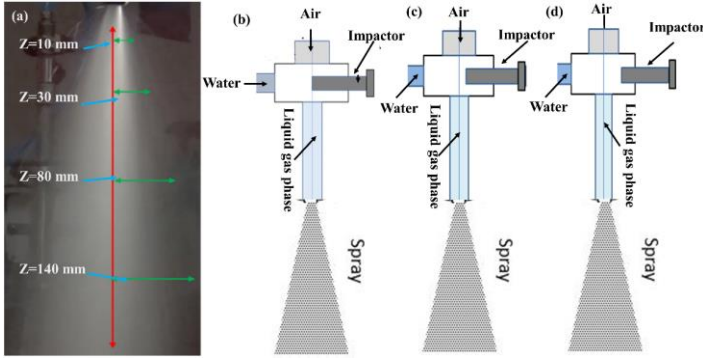 (a)
Z=10 mm
Z=30 mm
Z=80 mm
Z=140 mm
(b)
Air
Impactor
Water
Liquid gas phase
Spray
(c)
Air
Impactor
Water
Liquid gas phase
Spray
(d)
Air
Impactor
Water
Liquid gas phase
Spray